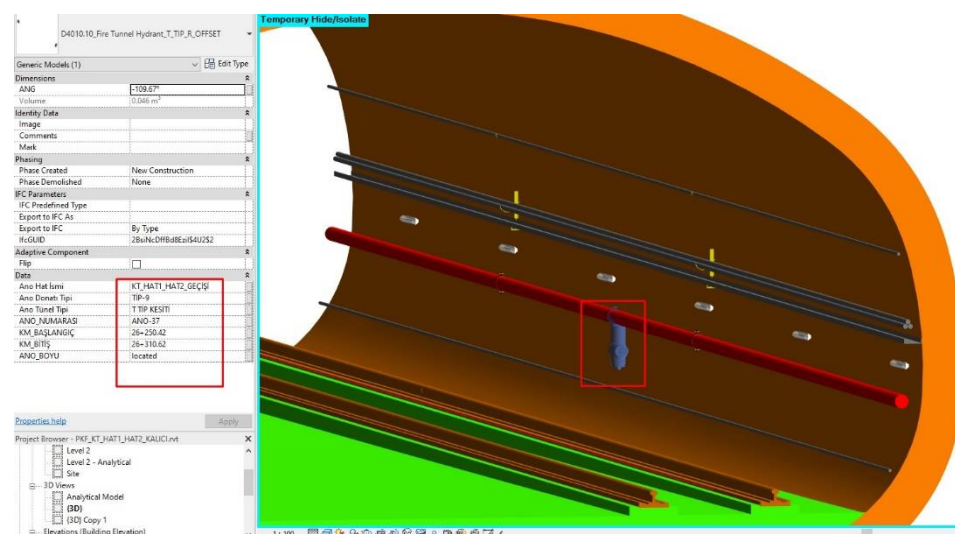 D4010.10_Fire Tunnel Hydrant_T_TIP_R_OFFSET
Generic Models (1)
Edit Type
Dimensions
ANG -109.67°
Volume 0.046 m³
Identity Data
Image
Comments
Mark
Phasing
Phase Created New Construction
Phase Demolished None
IFC Parameters
IFC Predefined Type
Export to IFC As
Export to IFC By Type
IfcGUID
Adaptive Component
Flip
Data
Ano Hat İsmi KT_HAT1_HAT2_GEÇİŞİ
Ano Donatı Tipi TİP-9
Ano Tünel Tipi T TİP KESİTİ
ANO_NUMARASI ANO-37
KM_BAŞLANGIÇ 26+250.42
KM_BİTİŞ 26+310.62
ANO_BOYU located
Properties help
Apply
Project Browser - PKF_KT_HAT1_HAT2_KALICI.rvt
Level 2
Level 2 - Analytical
Site
3D Views
Analytical Model
(3D)
(3D) Copy 1
Elevations (Building Elevation)
Temporary Hide/Isolate
1 : 100